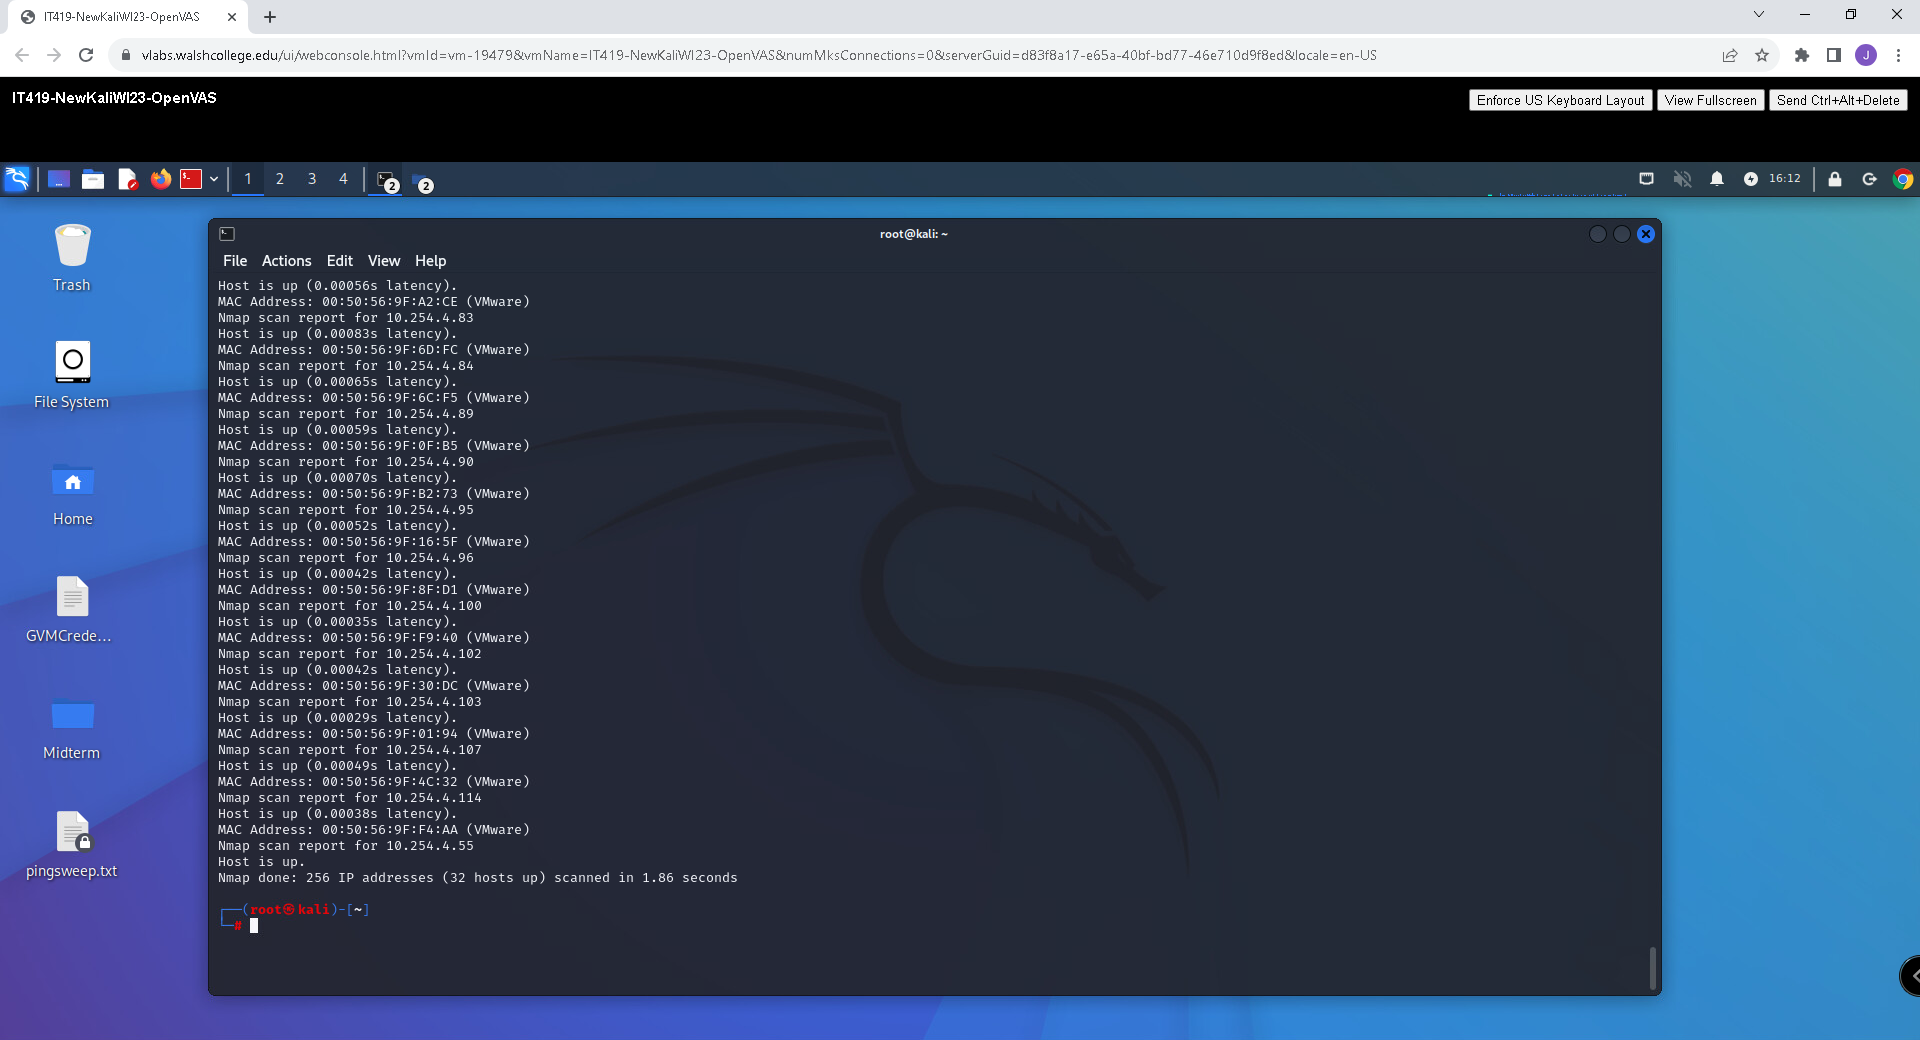 IT419-NewKaliWI23-OpenVAS
vlabs.walshcollege.edu/ui/webconsole.html?vmId=vm-19479&vmName=IT419-NewKaliWI23-OpenVAS&numMksConnections=0&serverGuid=d83f8a17-e65a-40bf-bd77-46e710d9f8ed&locale=en-US
J
IT419-NewKaliWI23-OpenVAS
Enforce US Keyboard Layout
View Fullscreen
Send Ctrl+Alt+Delete
1 2 3 4
2
2
16:12
Trash
File System
Home
GVMCrede...
Midterm
pingsweep.txt
root@kali: ~
File Actions Edit View Help
Host is up (0.00056s latency).
MAC Address: 00:50:56:9F:A2:CE (VMware)
Nmap scan report for 10.254.4.83
Host is up (0.00083s latency).
MAC Address: 00:50:56:9F:6D:FC (VMware)
Nmap scan report for 10.254.4.84
Host is up (0.00065s latency).
MAC Address: 00:50:56:9F:6C:F5 (VMware)
Nmap scan report for 10.254.4.89
Host is up (0.00059s latency).
MAC Address: 00:50:56:9F:0F:B5 (VMware)
Nmap scan report for 10.254.4.90
Host is up (0.00070s latency).
MAC Address: 00:50:56:9F:B2:73 (VMware)
Nmap scan report for 10.254.4.95
Host is up (0.00052s latency).
MAC Address: 00:50:56:9F:16:5F (VMware)
Nmap scan report for 10.254.4.96
Host is up (0.00042s latency).
MAC Address: 00:50:56:9F:8F:D1 (VMware)
Nmap scan report for 10.254.4.100
Host is up (0.00035s latency).
MAC Address: 00:50:56:9F:F9:40 (VMware)
Nmap scan report for 10.254.4.102
Host is up (0.00042s latency).
MAC Address: 00:50:56:9F:30:DC (VMware)
Nmap scan report for 10.254.4.103
Host is up (0.00029s latency).
MAC Address: 00:50:56:9F:01:94 (VMware)
Nmap scan report for 10.254.4.107
Host is up (0.00049s latency).
MAC Address: 00:50:56:9F:4C:32 (VMware)
Nmap scan report for 10.254.4.114
Host is up (0.00038s latency).
MAC Address: 00:50:56:9F:F4:AA (VMware)
Nmap scan report for 10.254.4.55
Host is up.
Nmap done: 256 IP addresses (32 hosts up) scanned in 1.86 seconds
┌──(root㉿kali)-[~]
└─#